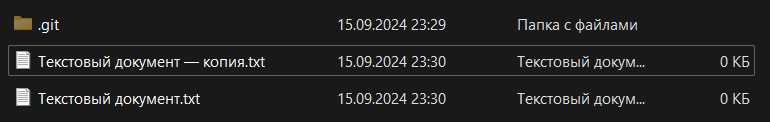 .git 15.09.2024 23:29 Папка с файлами
Текстовый документ — копия.txt 15.09.2024 23:30 Текстовый докум... 0 КБ
Текстовый документ.txt 15.09.2024 23:30 Текстовый докум... 0 КБ